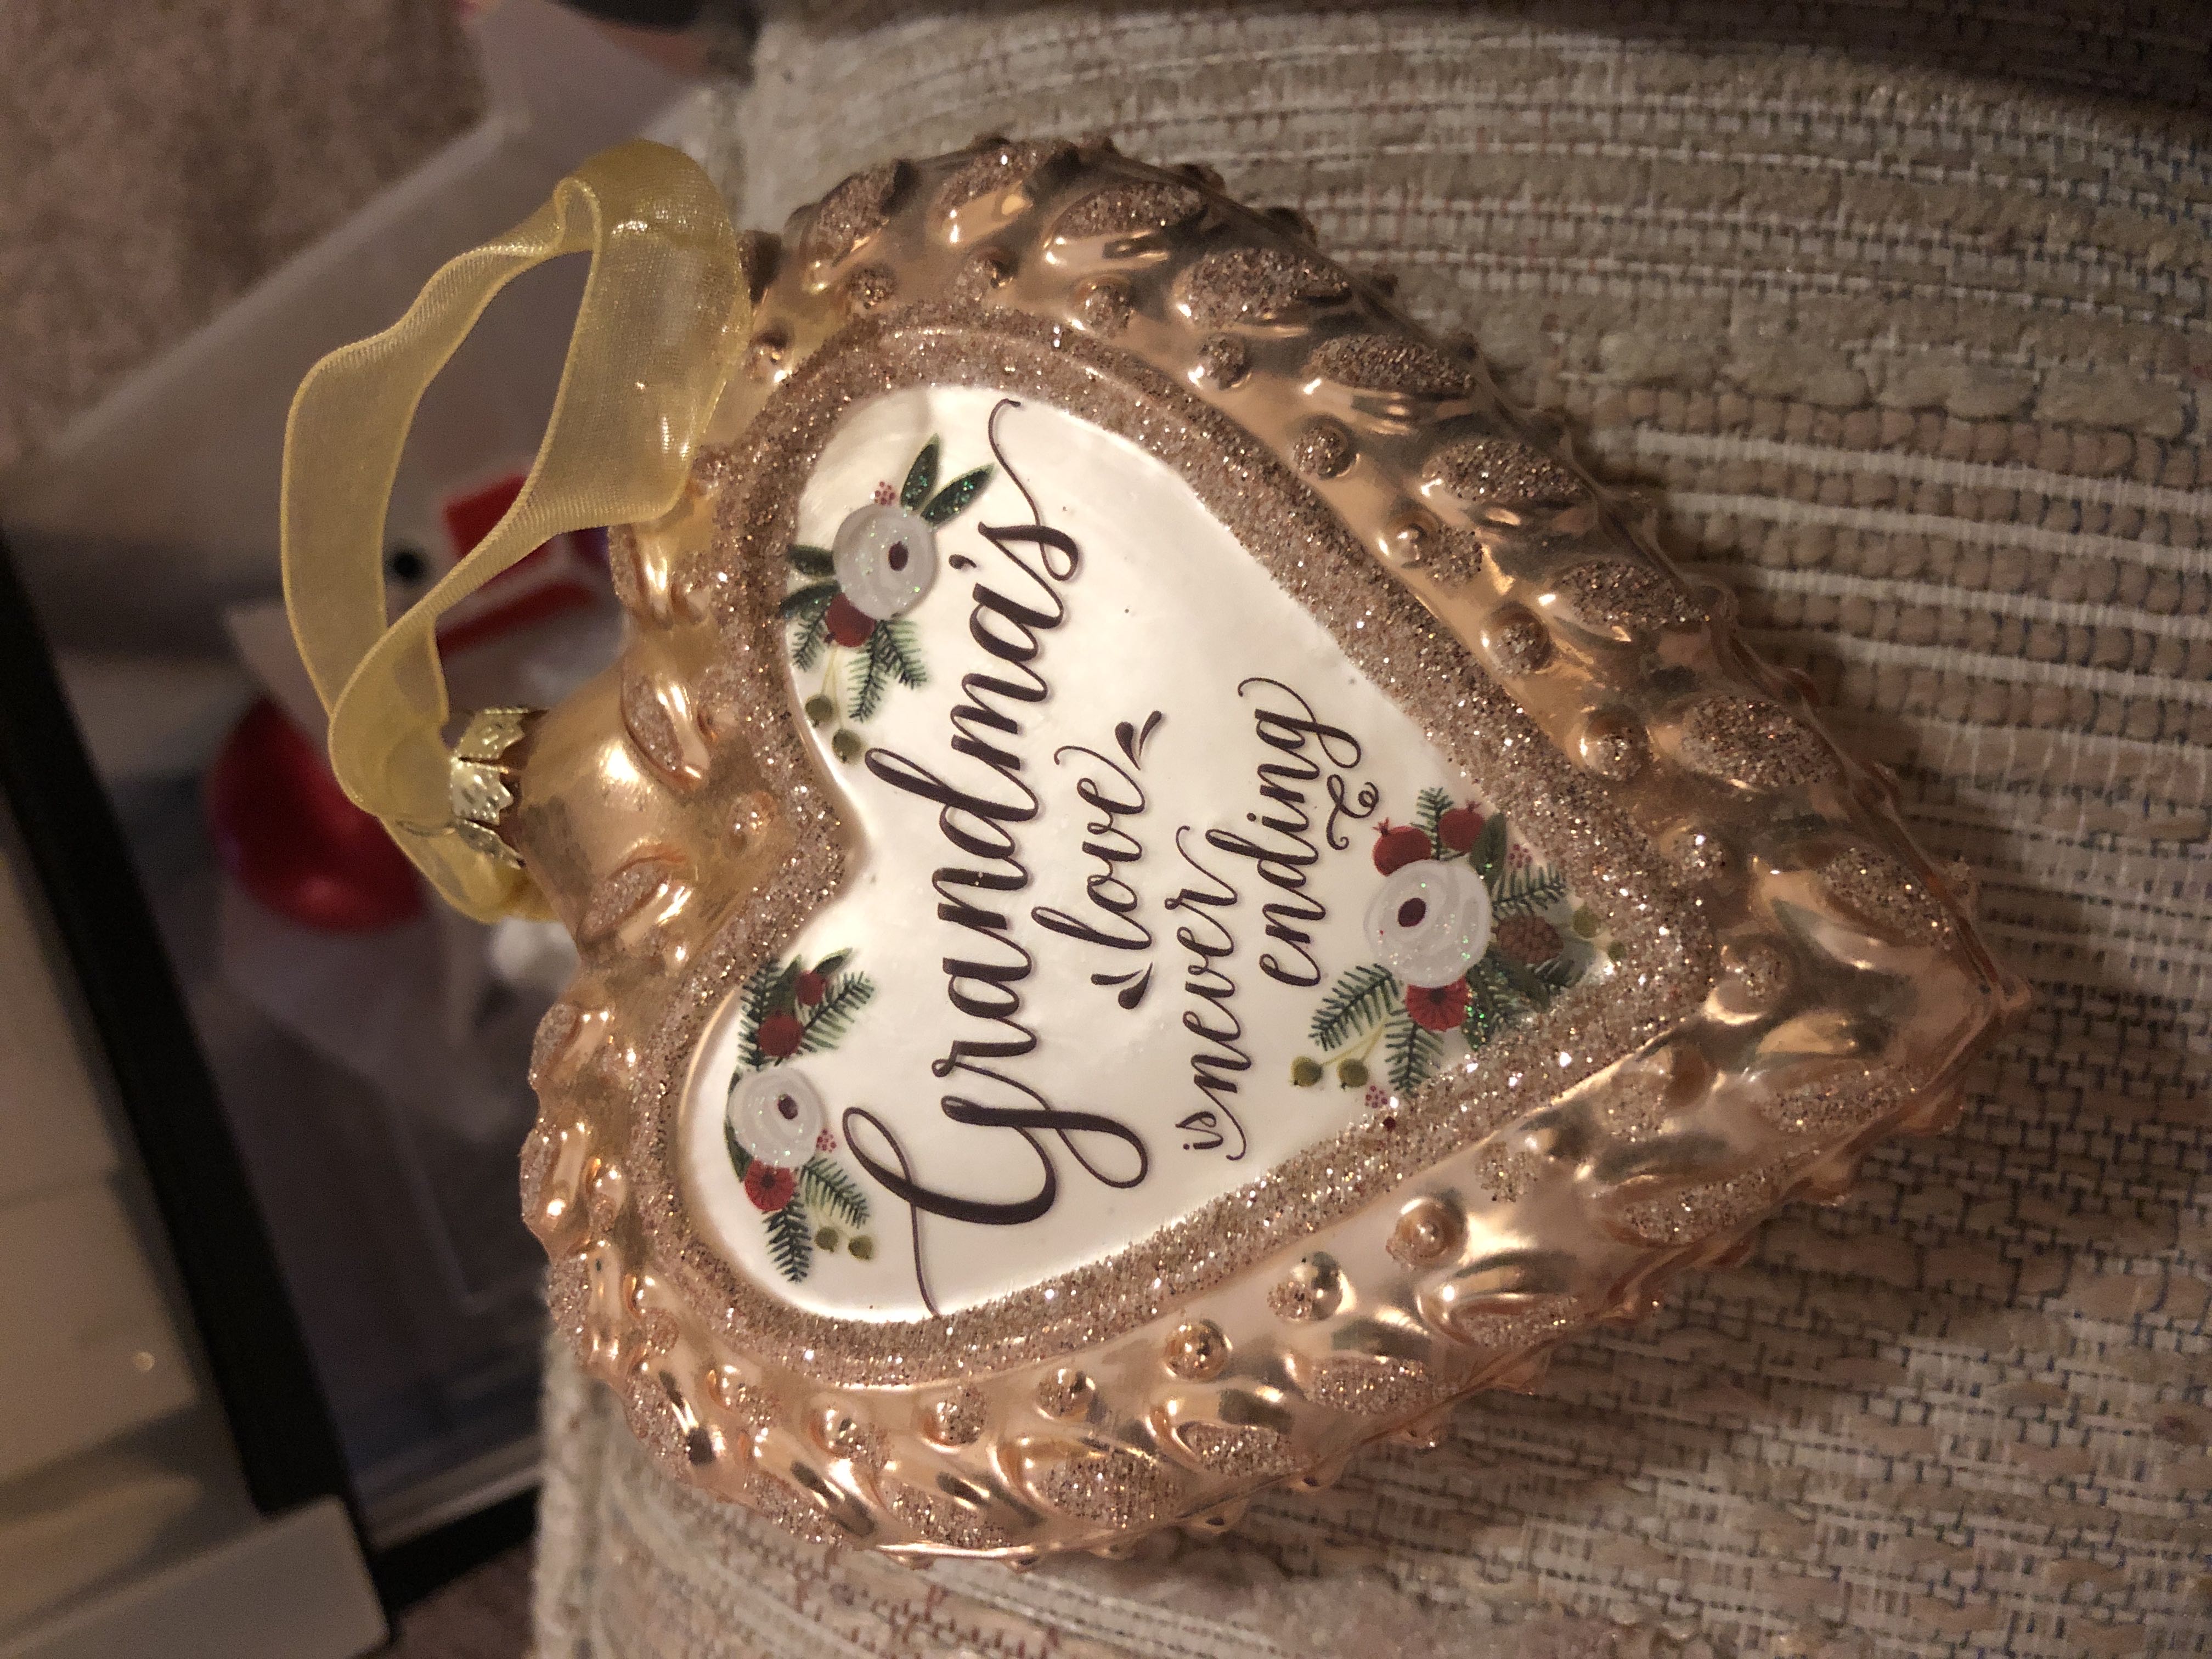 Grandma's
love
is never
ending